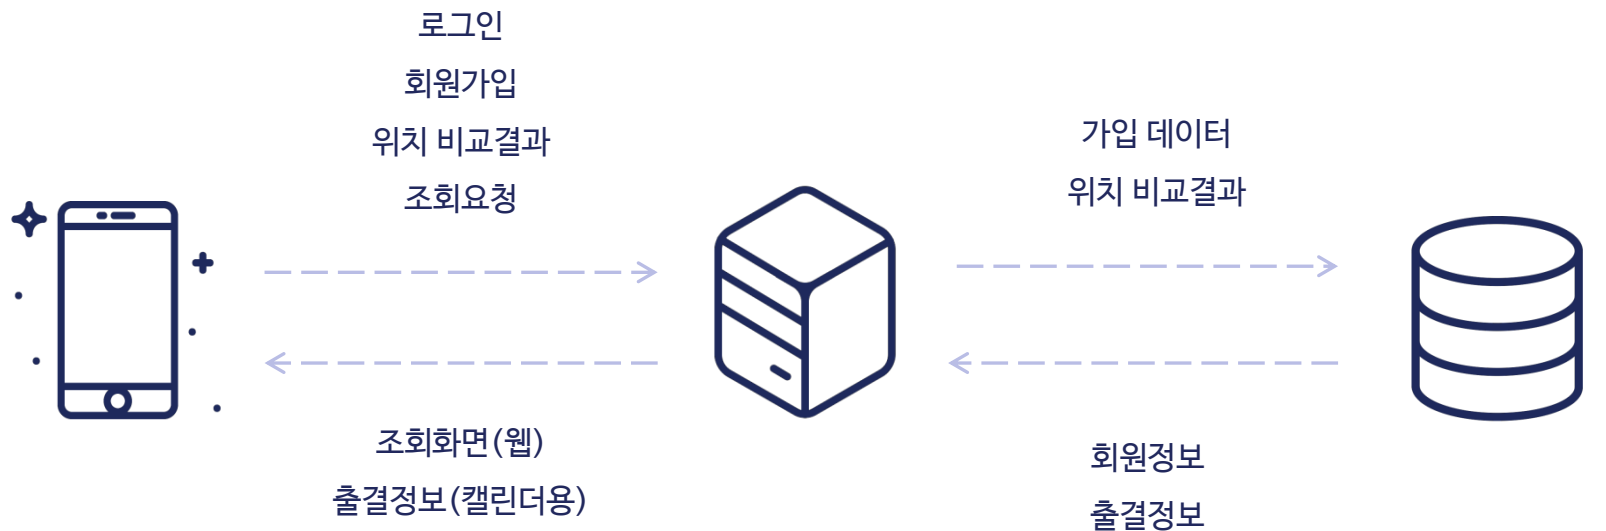 로그인
회원가입
위치 비교결과
조회요청
가입 데이터
위치 비교결과
조회화면(웹)
출결정보(캘린더용)
회원정보
출결정보